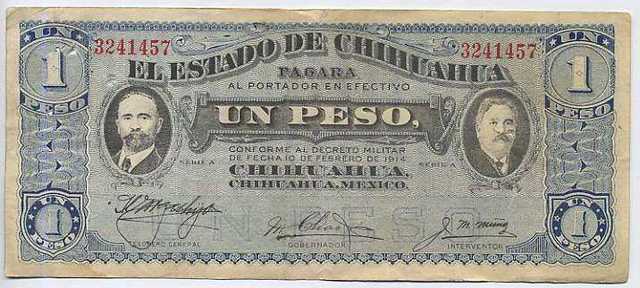 UN
3241457
3241457
UN
EL ESTADO DE CHIHUAHUA
1
PESO
PAGARA
AL PORTADOR EN EFECTIVO
1
PESO
UN PESO,
CONFORME AL DECRETO MILITAR
DE FECHA 10 DE FEBRERO DE 1914
SERIE A
SERIE A
CHIHUAHUA,
CHIHUAHUA, MEXICO.
UN
1
PESO
UN PESO
UN
1
PESO
TESORERO GENERAL
GOBERNADOR
INTERVENTOR